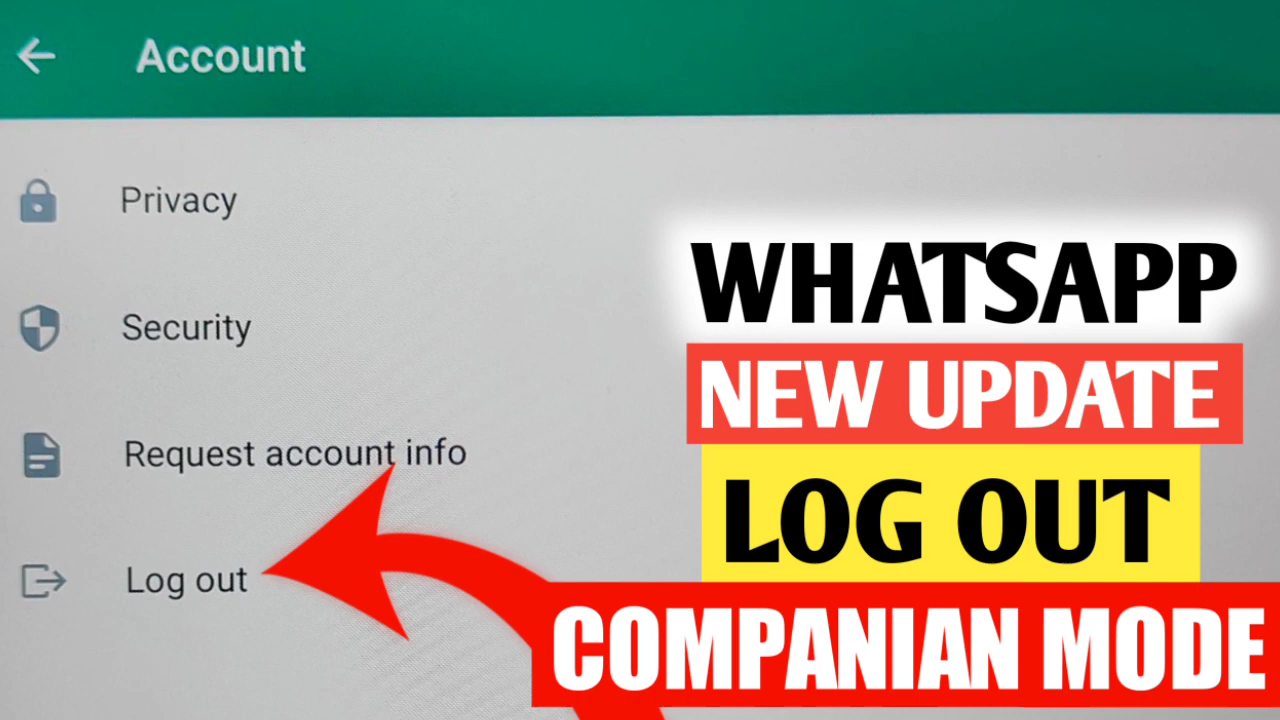 Account
Privacy
Security
Request account info
Log out
WHATSAPP
NEW UPDATE
LOG OUT
COMPANIAN MODE